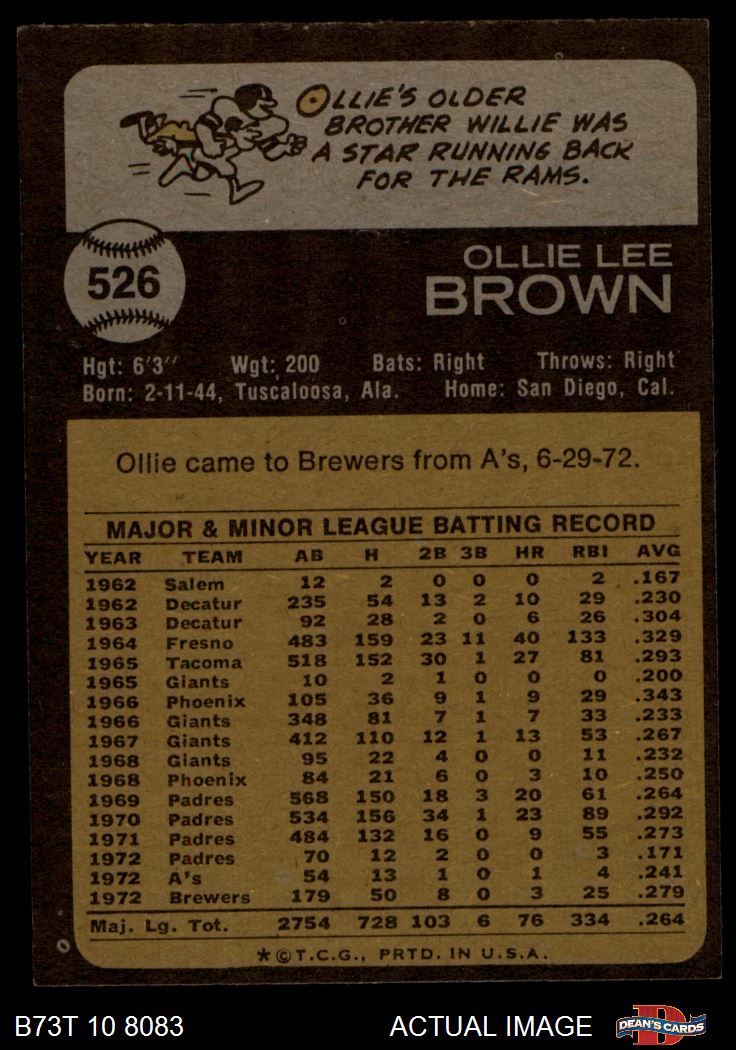 OLLIE'S OLDER
BROTHER WILLIE WAS
A STAR RUNNING BACK
FOR THE RAMS.
526
OLLIE LEE
BROWN
Hgt: 6'3" Wgt: 200 Bats: Right Throws: Right
Born: 2-11-44, Tuscaloosa, Ala. Home: San Diego, Cal.
Ollie came to Brewers from A's, 6-29-72.
MAJOR & MINOR LEAGUE BATTING RECORD
YEAR TEAM AB H 2B 3B HR RBI AVG
1962 Salem 12 2 0 0 0 2 .167
1962 Decatur 235 54 13 2 10 29 .230
1963 Decatur 92 28 2 0 6 26 .304
1964 Fresno 483 159 23 11 40 133 .329
1965 Tacoma 518 152 30 1 27 81 .293
1965 Giants 10 2 1 0 0 0 .200
1966 Phoenix 105 36 9 1 9 29 .343
1966 Giants 348 81 7 1 7 33 .233
1967 Giants 412 110 12 1 13 53 .267
1968 Giants 95 22 4 0 0 11 .232
1968 Phoenix 84 21 6 0 3 10 .250
1969 Padres 568 150 18 3 20 61 .264
1970 Padres 534 156 34 1 23 89 .292
1971 Padres 484 132 16 0 9 55 .273
1972 Padres 70 12 2 0 0 3 .171
1972 A's 54 13 1 0 1 4 .241
1972 Brewers 179 50 8 0 3 25 .279
Maj. Lg. Tot. 2754 728 103 6 76 334 .264
*©T.C.G., PRTD. IN U.S.A.
B73T 10 8083 ACTUAL IMAGE
D
DEAN'S CARDS